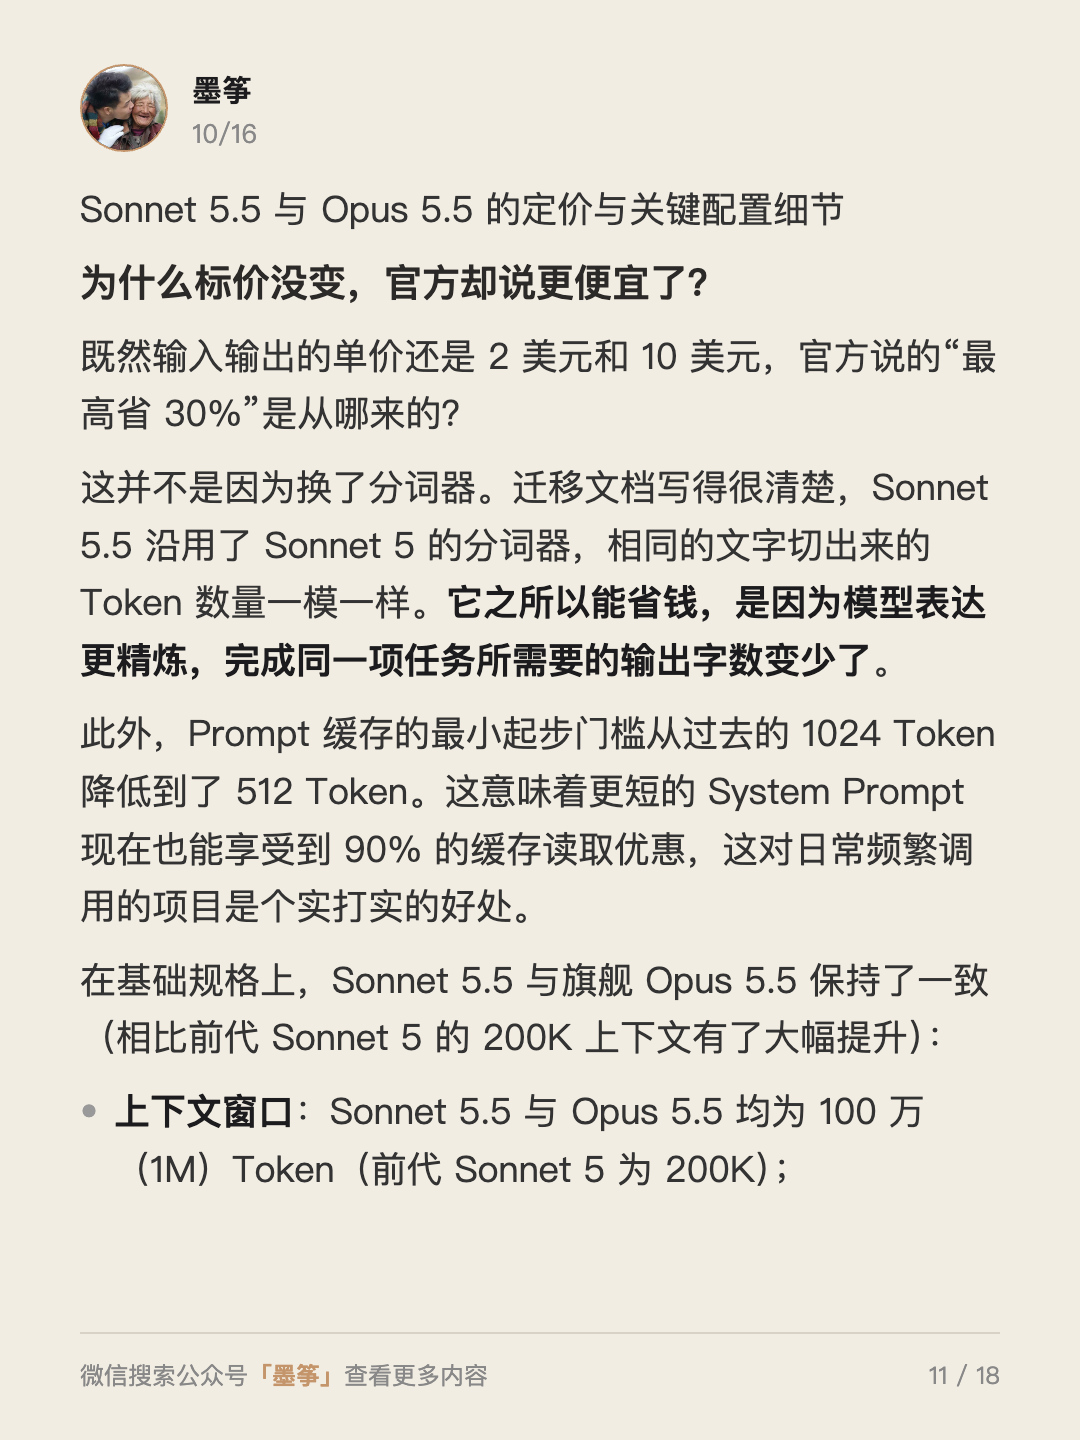 墨筝
10/16
Sonnet 5.5 与 Opus 5.5 的定价与关键配置细节
为什么标价没变，官方却说更便宜了？
既然输入输出的单价还是 2 美元和 10 美元，官方说的“最
高省 30%”是从哪来的？
这并不是因为换了分词器。迁移文档写得很清楚，Sonnet
5.5 沿用了 Sonnet 5 的分词器，相同的文字切出来的
Token 数量一模一样。它之所以能省钱，是因为模型表达
更精炼，完成同一项任务所需要的输出字数变少了。
此外，Prompt 缓存的最小起步门槛从过去的 1024 Token
降低到了 512 Token。这意味着更短的 System Prompt
现在也能享受到 90% 的缓存读取优惠，这对日常频繁调
用的项目是个实打实的好处。
在基础规格上，Sonnet 5.5 与旗舰 Opus 5.5 保持了一致
（相比前代 Sonnet 5 的 200K 上下文有了大幅提升）：
• 上下文窗口：Sonnet 5.5 与 Opus 5.5 均为 100 万
（1M）Token（前代 Sonnet 5 为 200K）；
微信搜索公众号「墨筝」查看更多内容
11 / 18